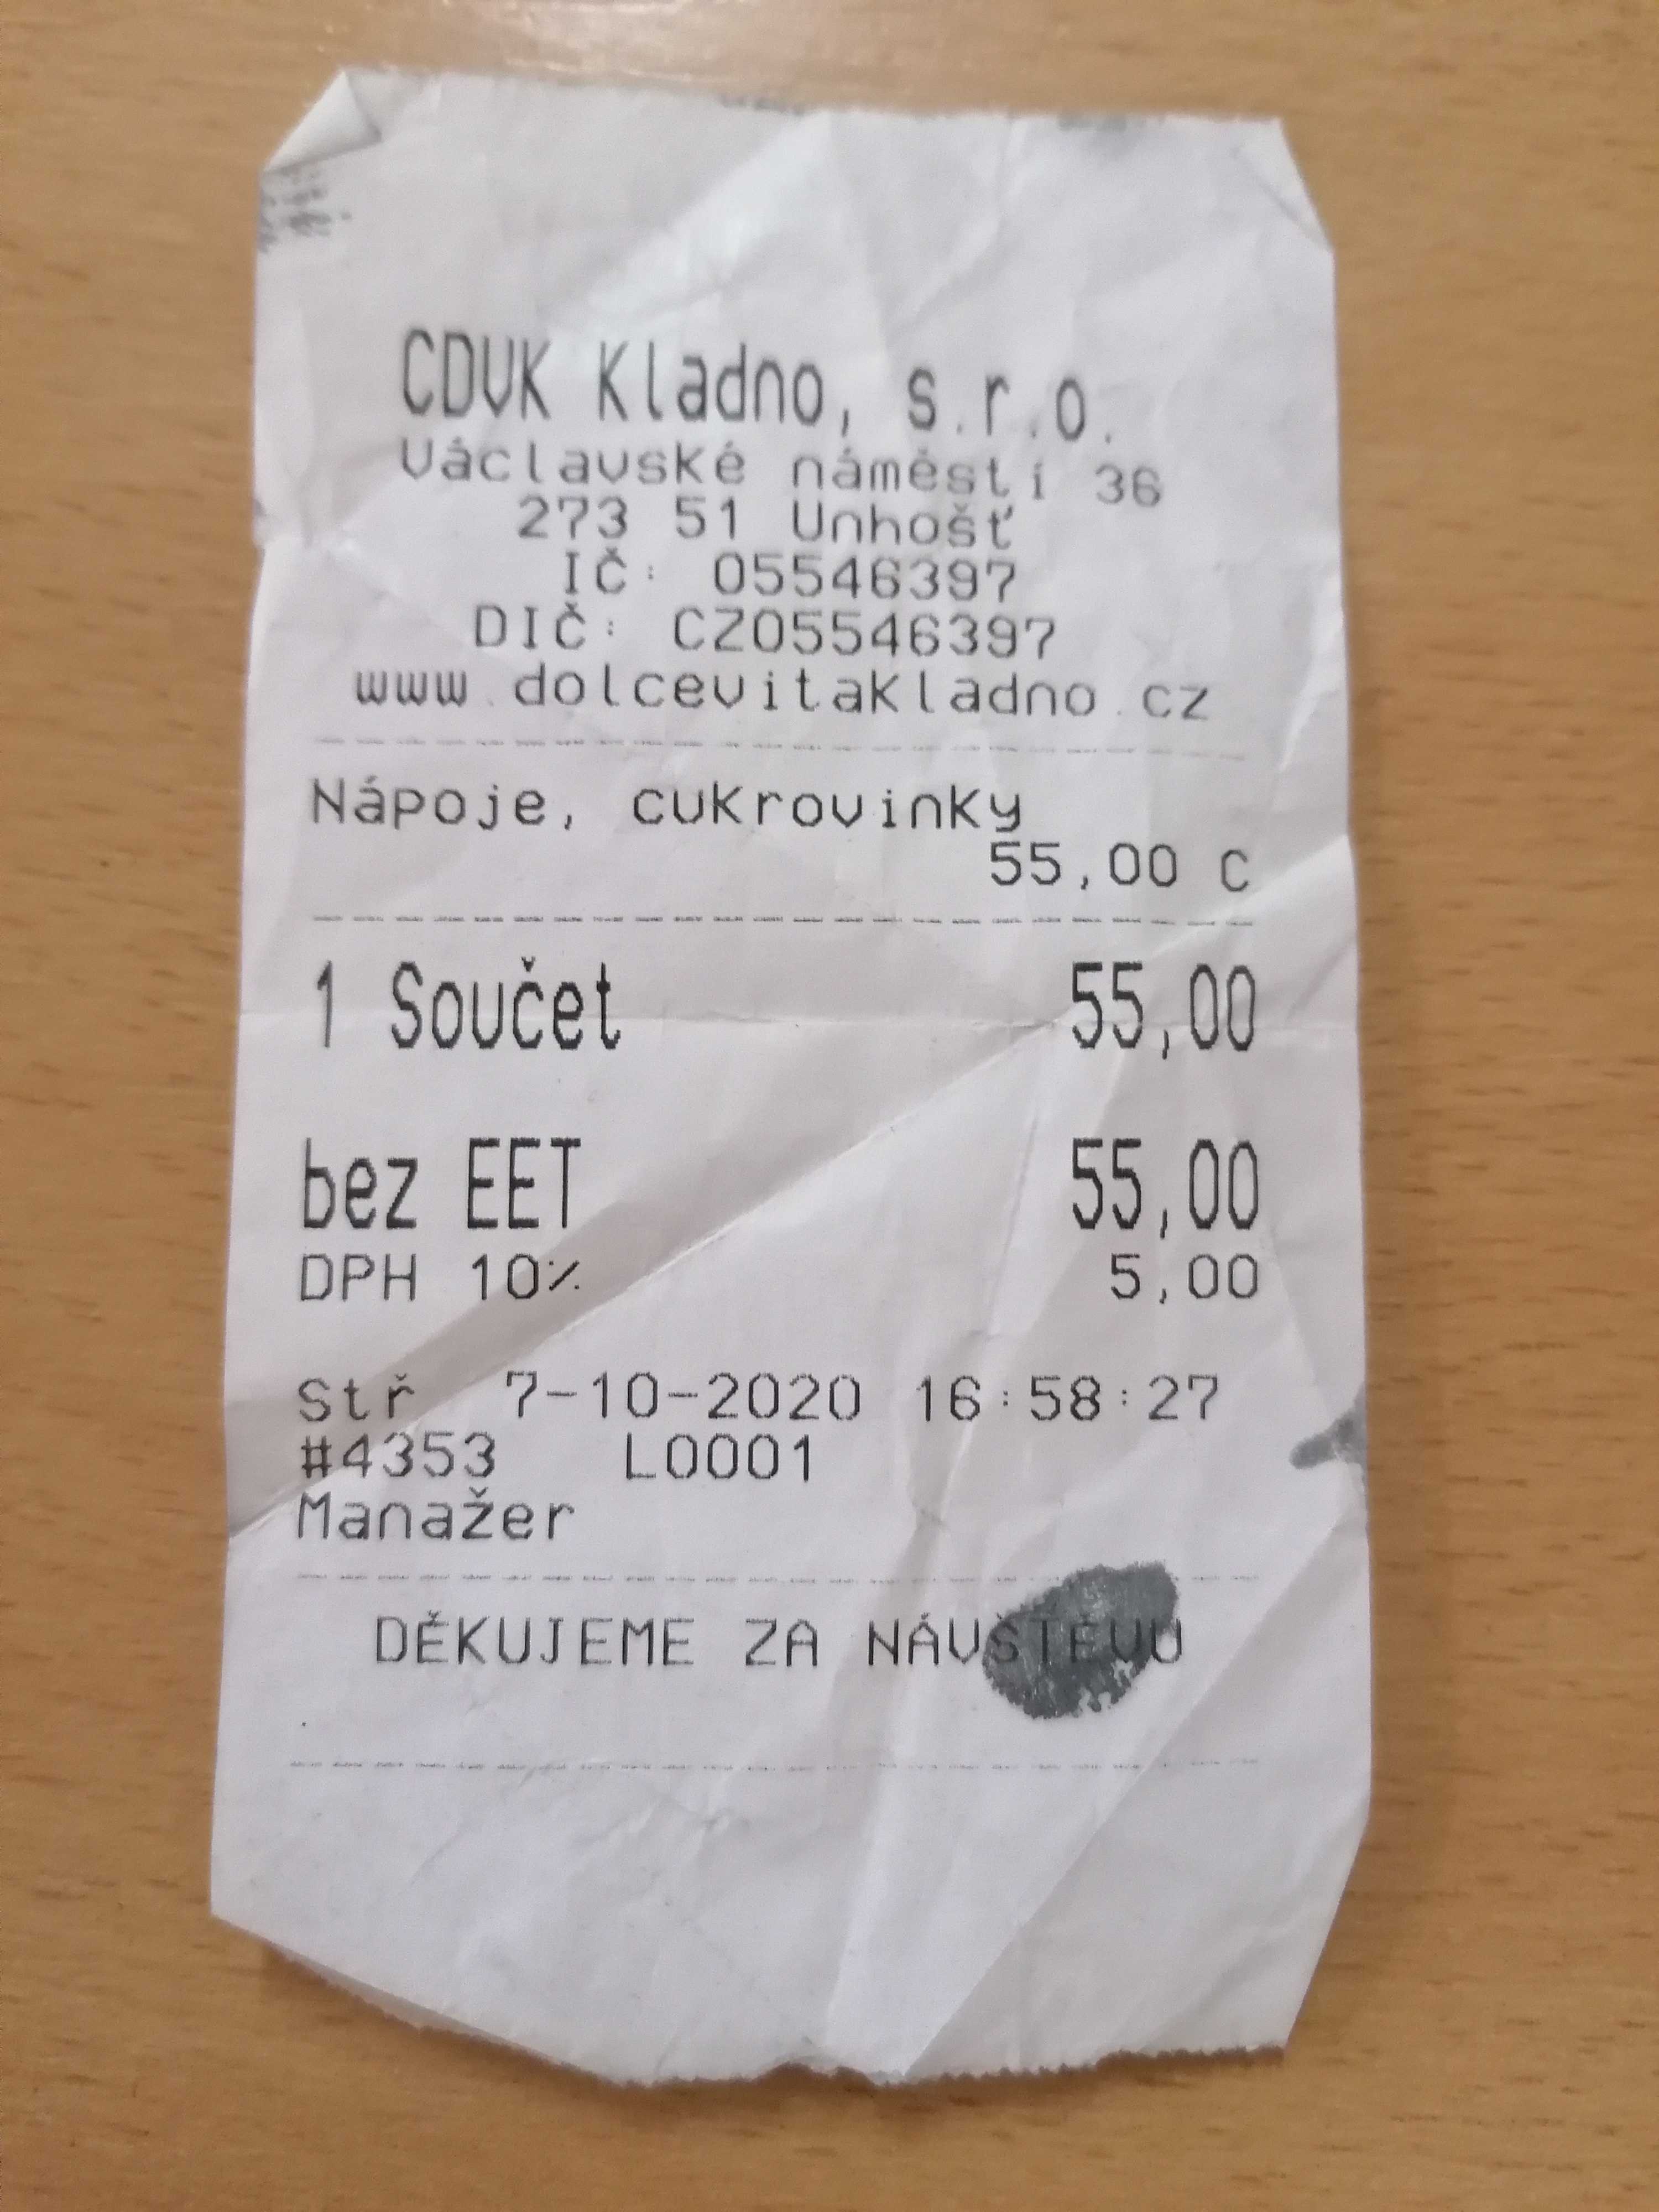 CDVK Kladno, s.r.o.
Václavské náměstí 36
273 51 Unhošť
IČ: 05546397
DIČ: CZ05546397
www.dolcevitakladno.cz
Nápoje, cukrovinky
55,00 C
1 Součet 55,00
bez EET 55,00
DPH 10% 5,00
Stř 7-10-2020 16:58:27
#4353 L0001
Manažer
DĚKUJEME ZA NÁVŠTĚVU